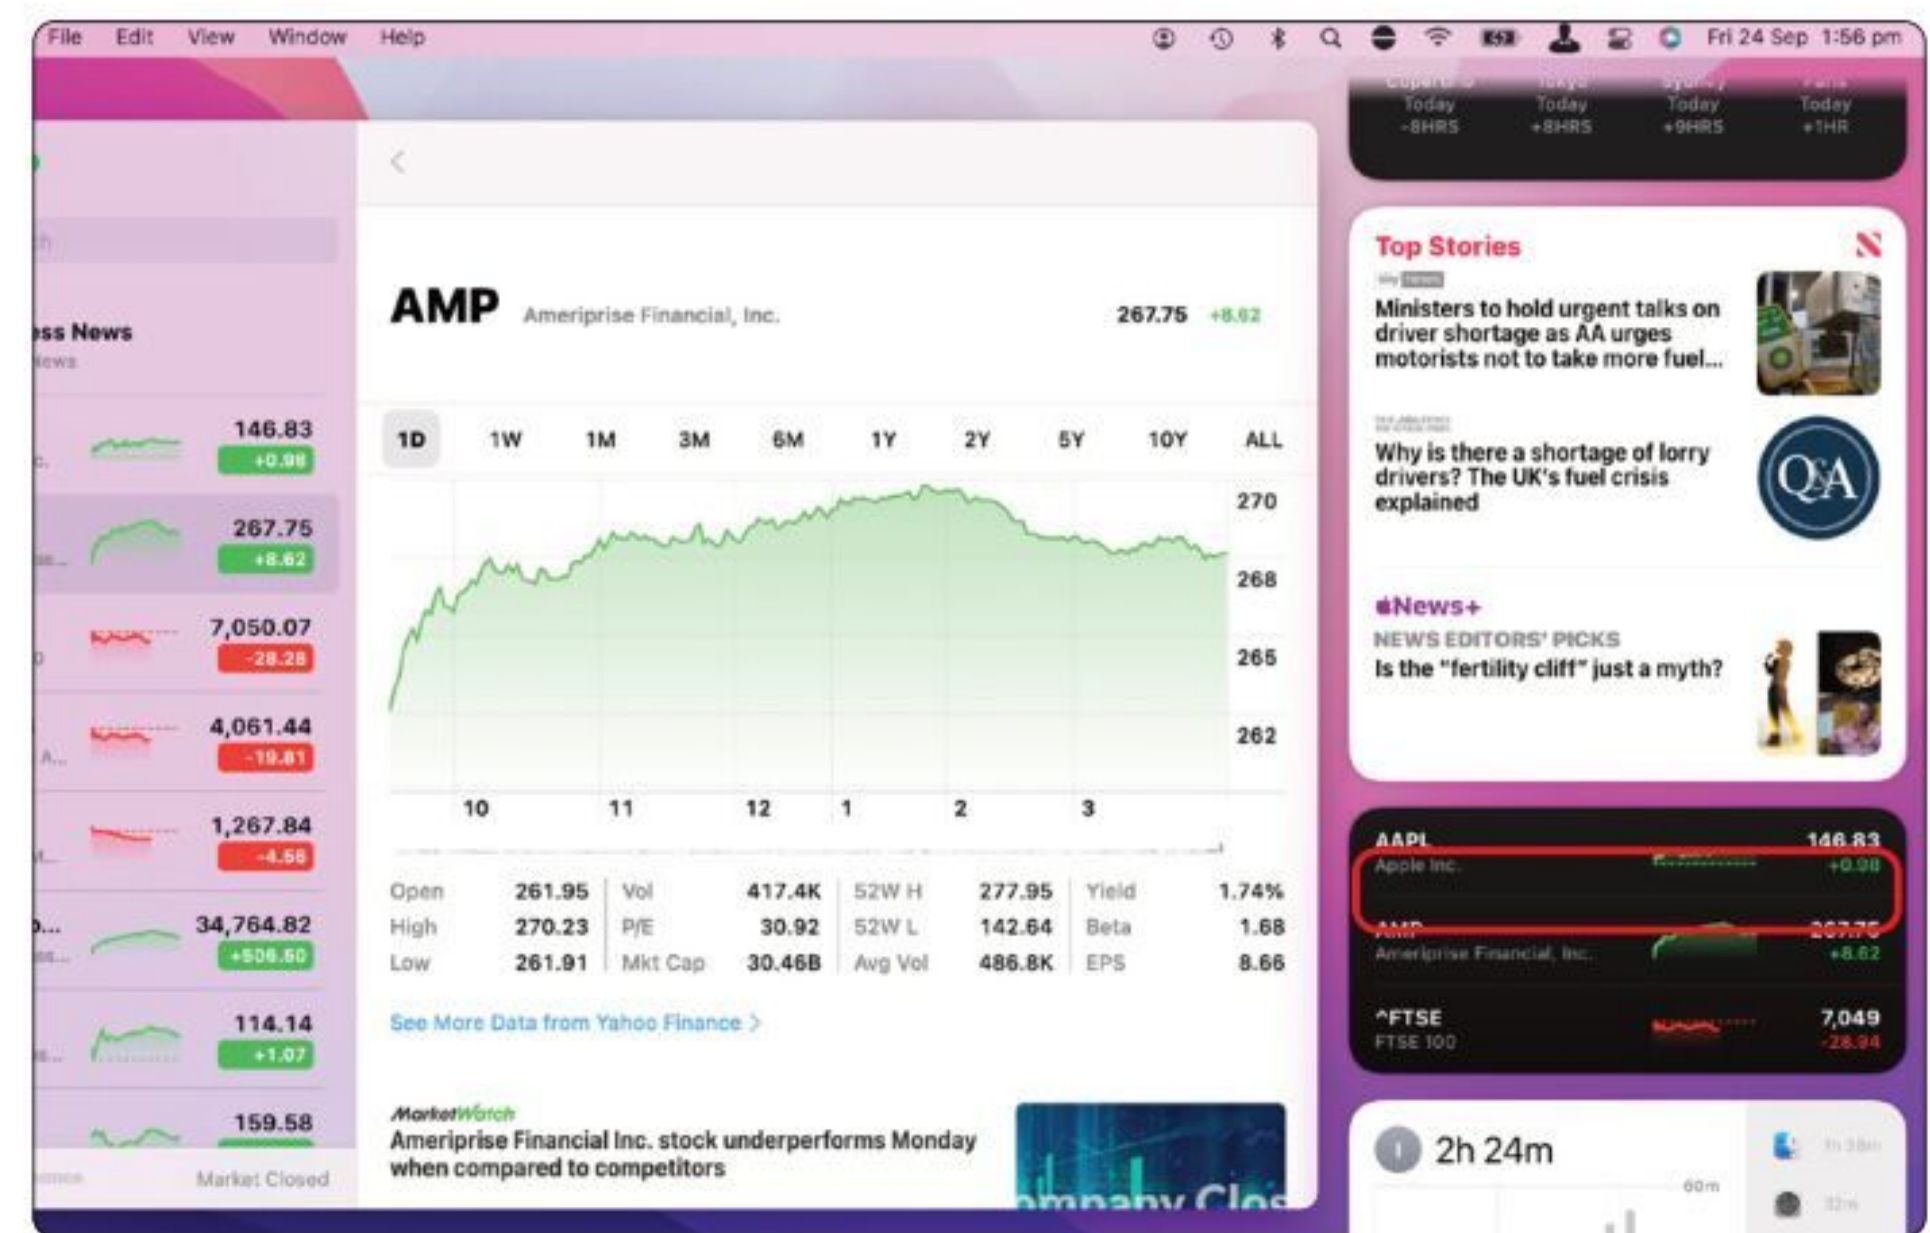 File Edit View Window Help Fri 24 Sep 1:56 pm
Today Today Today Today
-8HRS +8HRS +9HRS +1HR
ess News
News
146.83
+0.98
267.75
+8.62
7,050.07
-28.28
4,061.44
-19.81
1,267.84
-4.56
34,764.82
+506.50
114.14
+1.07
159.58
Market Closed
AMP Ameriprise Financial, Inc. 267.75 +8.62
1D 1W 1M 3M 6M 1Y 2Y 5Y 10Y ALL
270
268
265
262
10 11 12 1 2 3
Open 261.95 Vol 417.4K 52W H 277.95 Yield 1.74%
High 270.23 P/E 30.92 52W L 142.64 Beta 1.68
Low 261.91 Mkt Cap 30.46B Avg Vol 486.8K EPS 8.66
See More Data from Yahoo Finance >
MarketWatch
Ameriprise Financial Inc. stock underperforms Monday
when compared to competitors
ompany Clos
Top Stories
sky news
Ministers to hold urgent talks on
driver shortage as AA urges
motorists not to take more fuel...
Why is there a shortage of lorry
drivers? The UK's fuel crisis
explained
Q&A
News+
NEWS EDITORS' PICKS
Is the "fertility cliff" just a myth?
AAPL 146.83
Apple Inc. +0.98
AMP 267.75
Ameriprise Financial, Inc. +8.62
^FTSE 7,049
FTSE 100 -28.94
2h 24m
60m
32m